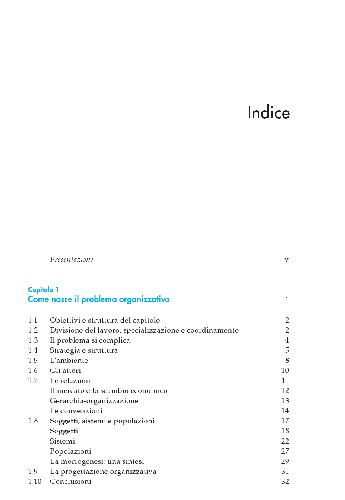 Indice
Presentazione v
Capitolo 1
Come nasce il problema organizzativo 1
1.1 Obiettivi e struttura del capitolo 2
1.2 Divisione del lavoro, specializzazione e coordinamento 2
1.3 Il problema si complica 4
1.4 Strategia e struttura 5
1.5 L'ambiente 8
1.6 Gli attori 10
1.7 Le relazioni
Il mercato e lo scambio economico 12
Gerarchia-organizzazione 13
Le convenzioni 14
1.8 Soggetti, sistemi e popolazioni 17
Soggetti 18
Sistemi 22
Popolazioni 27
La morfogenesi: una sintesi 29
1.9 La progettazione organizzativa 31
1.10 Conclusioni 32